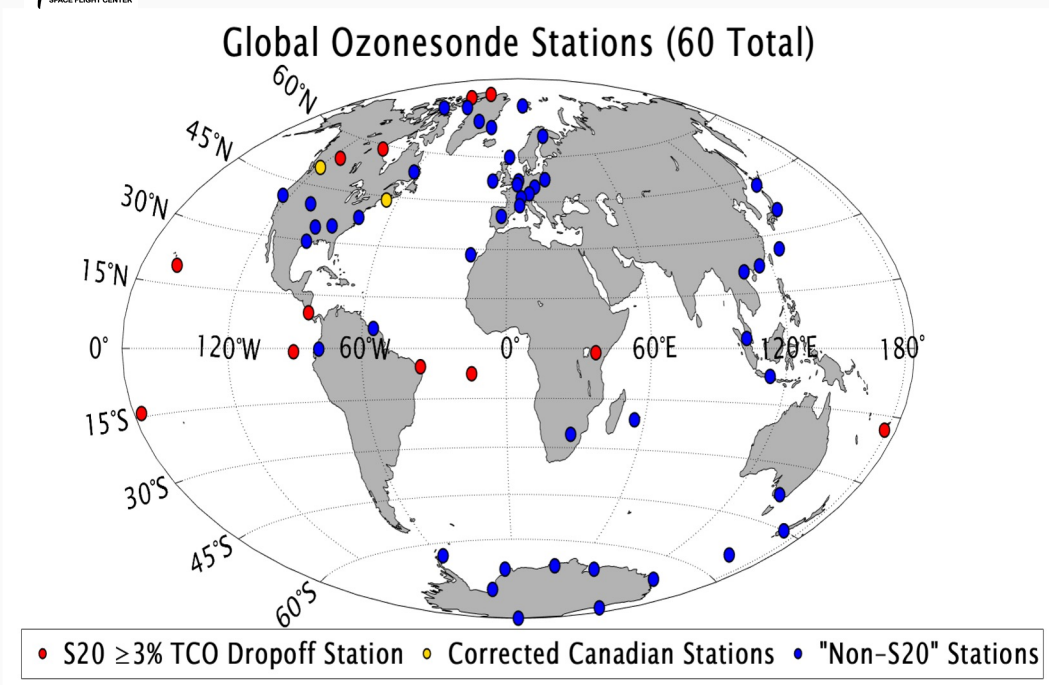 SPACE FLIGHT CENTER
Global Ozonesonde Stations (60 Total)
60°N
45°N
30°N
15°N
0°
120°W
60°W
0°
60°E
120°E
180°
15°S
30°S
45°S
60°S
S20 ≥3% TCO Dropoff Station
Corrected Canadian Stations
"Non-S20" Stations